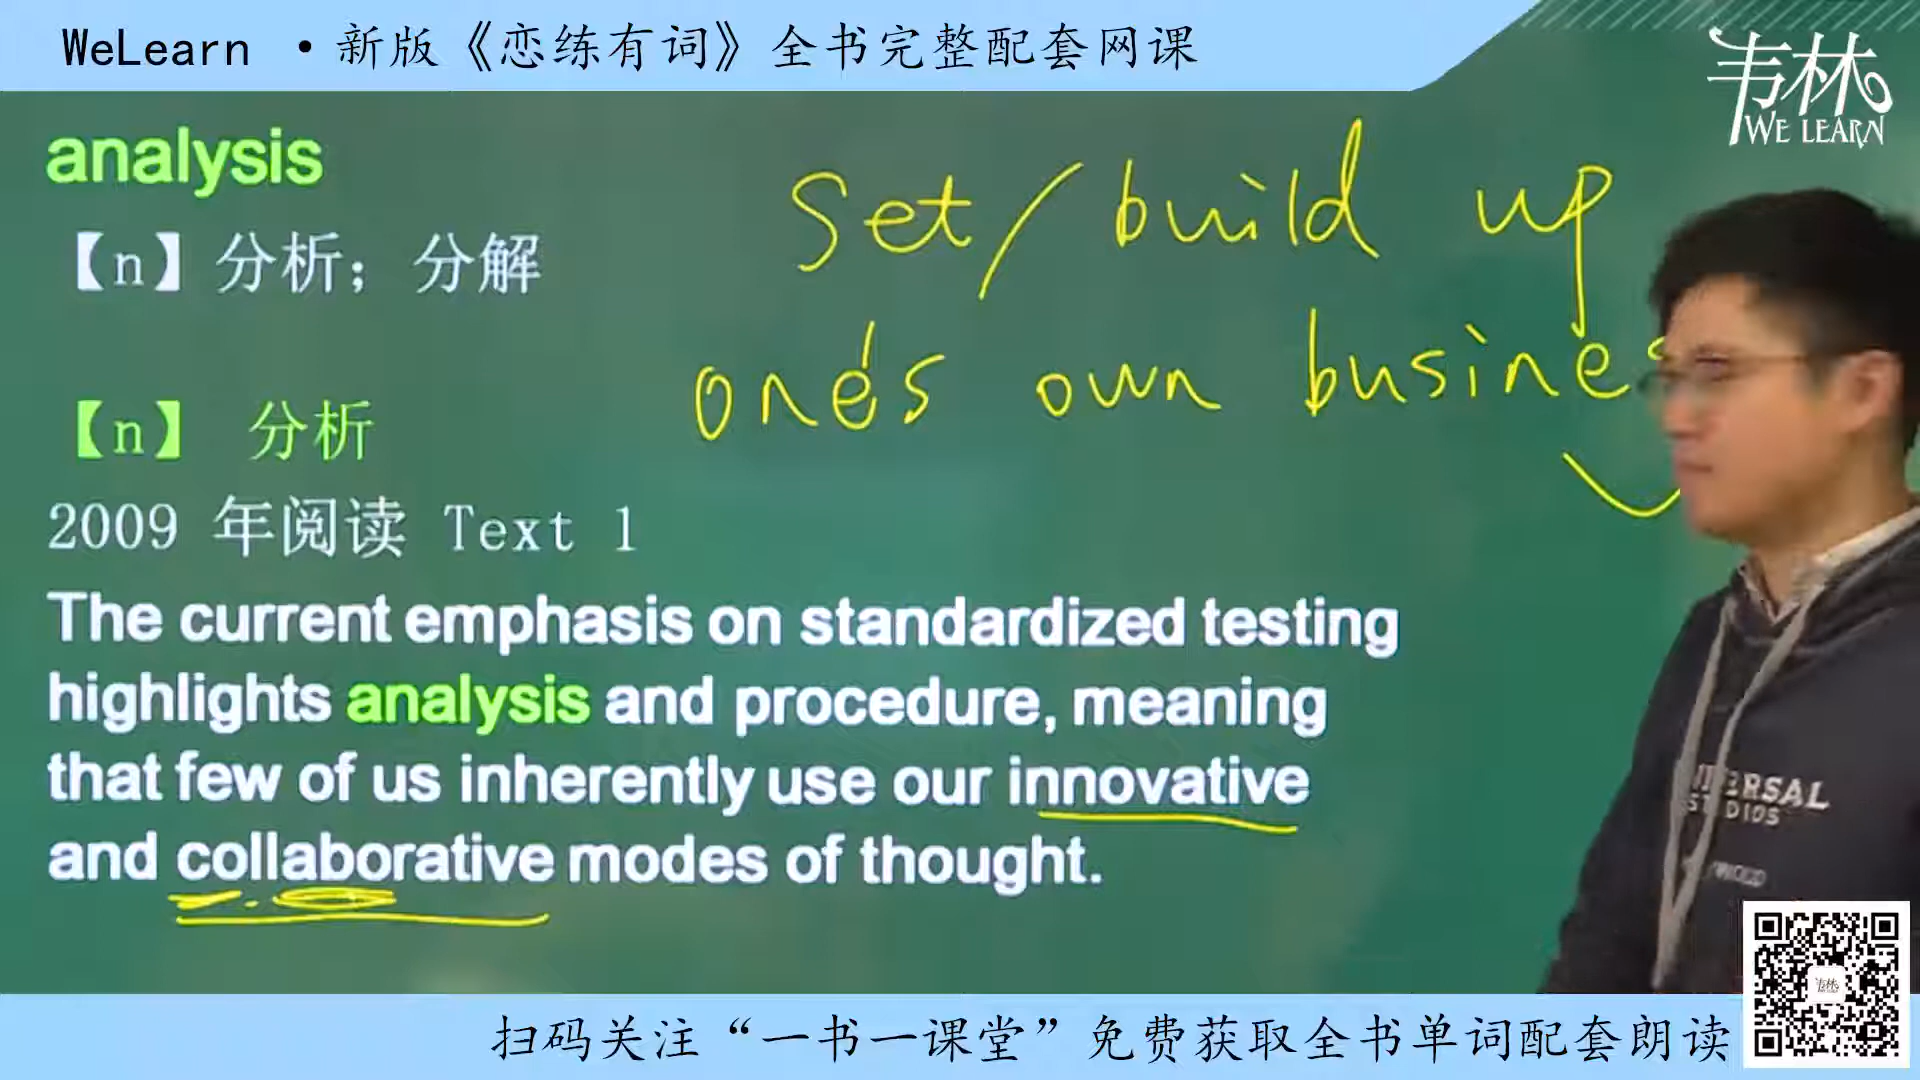 WeLearn ·新版《恋练有词》全书完整配套网课
韦林
WE LEARN
analysis
【n】分析；分解
set/build up
one's own busines
【n】 分析
2009 年阅读 Text 1
The current emphasis on standardized testing
highlights analysis and procedure, meaning
that few of us inherently use our innovative
and collaborative modes of thought.
ERSAL
扫码关注“一书一课堂”免费获取全书单词配套朗读